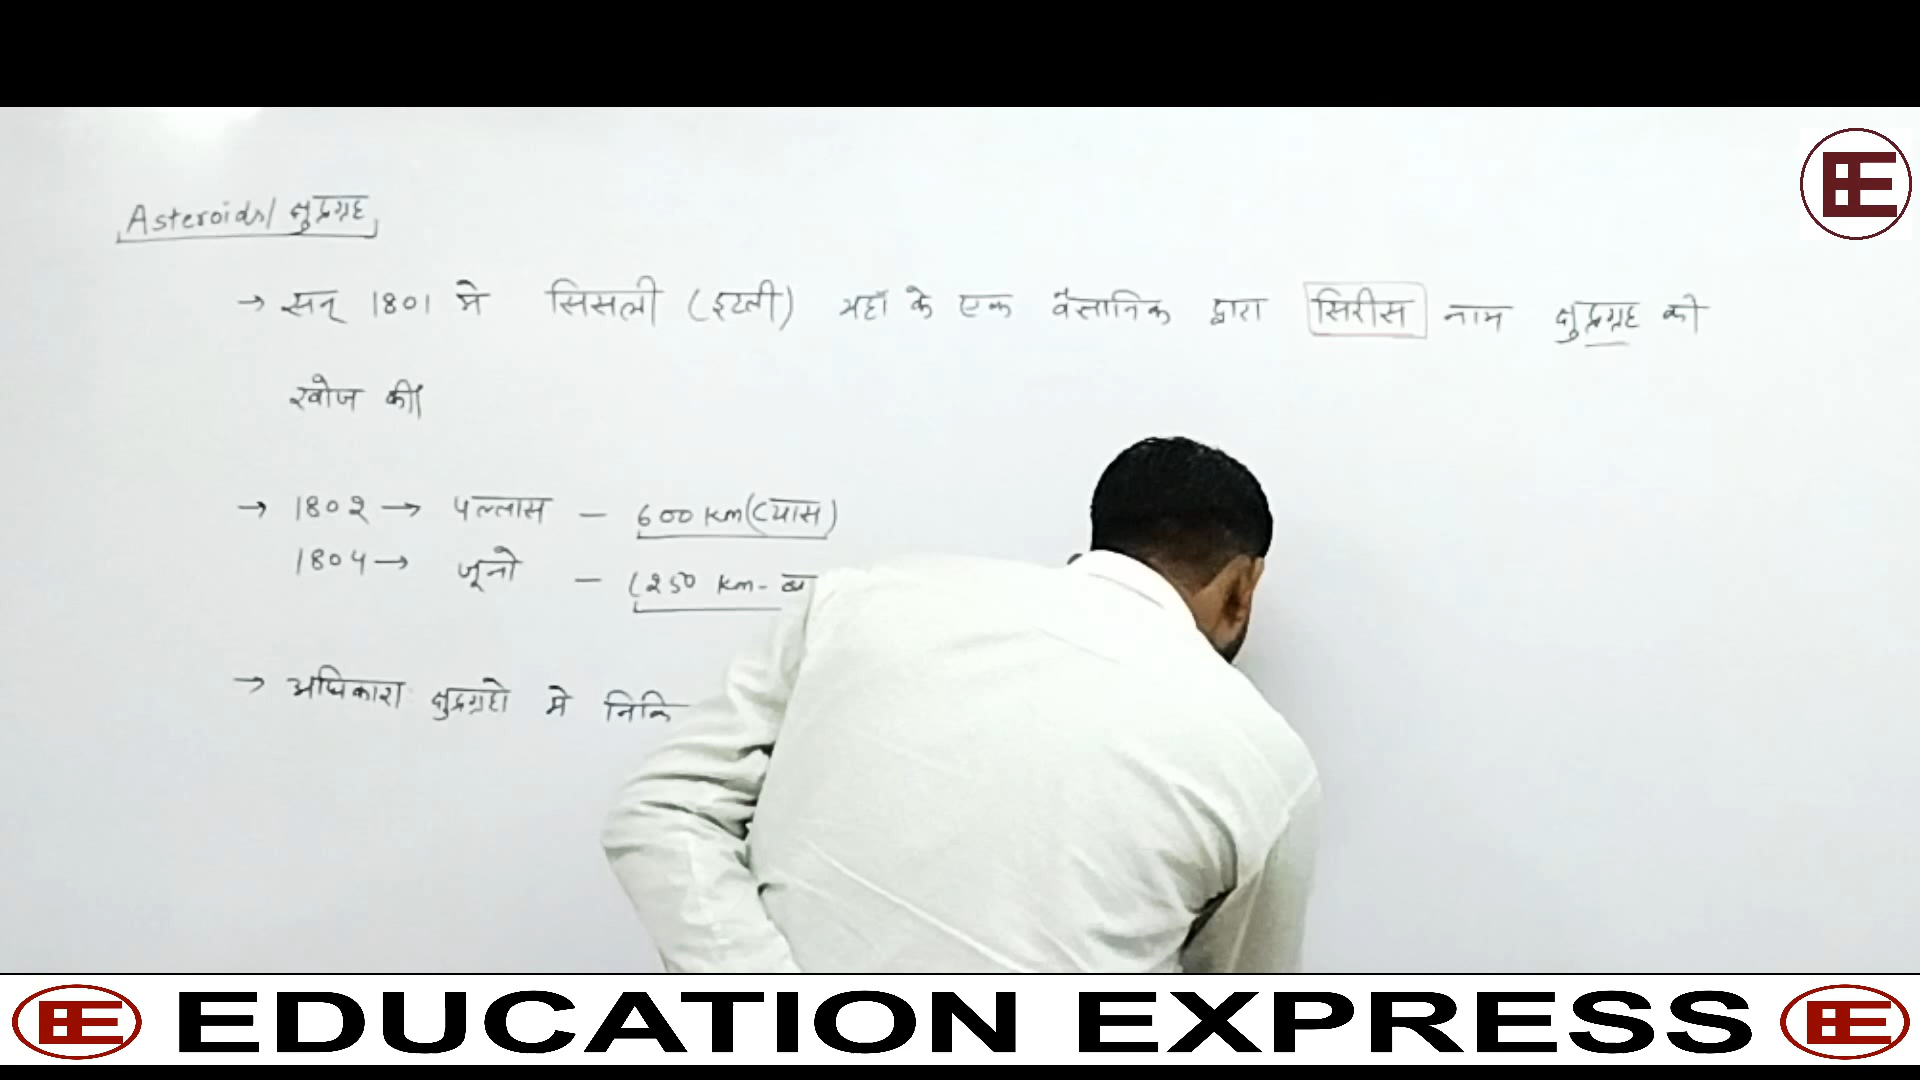 Asteroids/ क्षुद्रग्रह
→ सन् 1801 मे सिसली (इटली) यहाँ के एक वैज्ञानिक द्वारा सिरीस नाम क्षुद्रग्रह की
खोज की।
→ 1802 → पल्लास — 600 km (व्यास)
1804 → जूनो — (250 km - व्या
→ अधिकांश क्षुद्रग्रहो मे निकि
EDUCATION EXPRESS